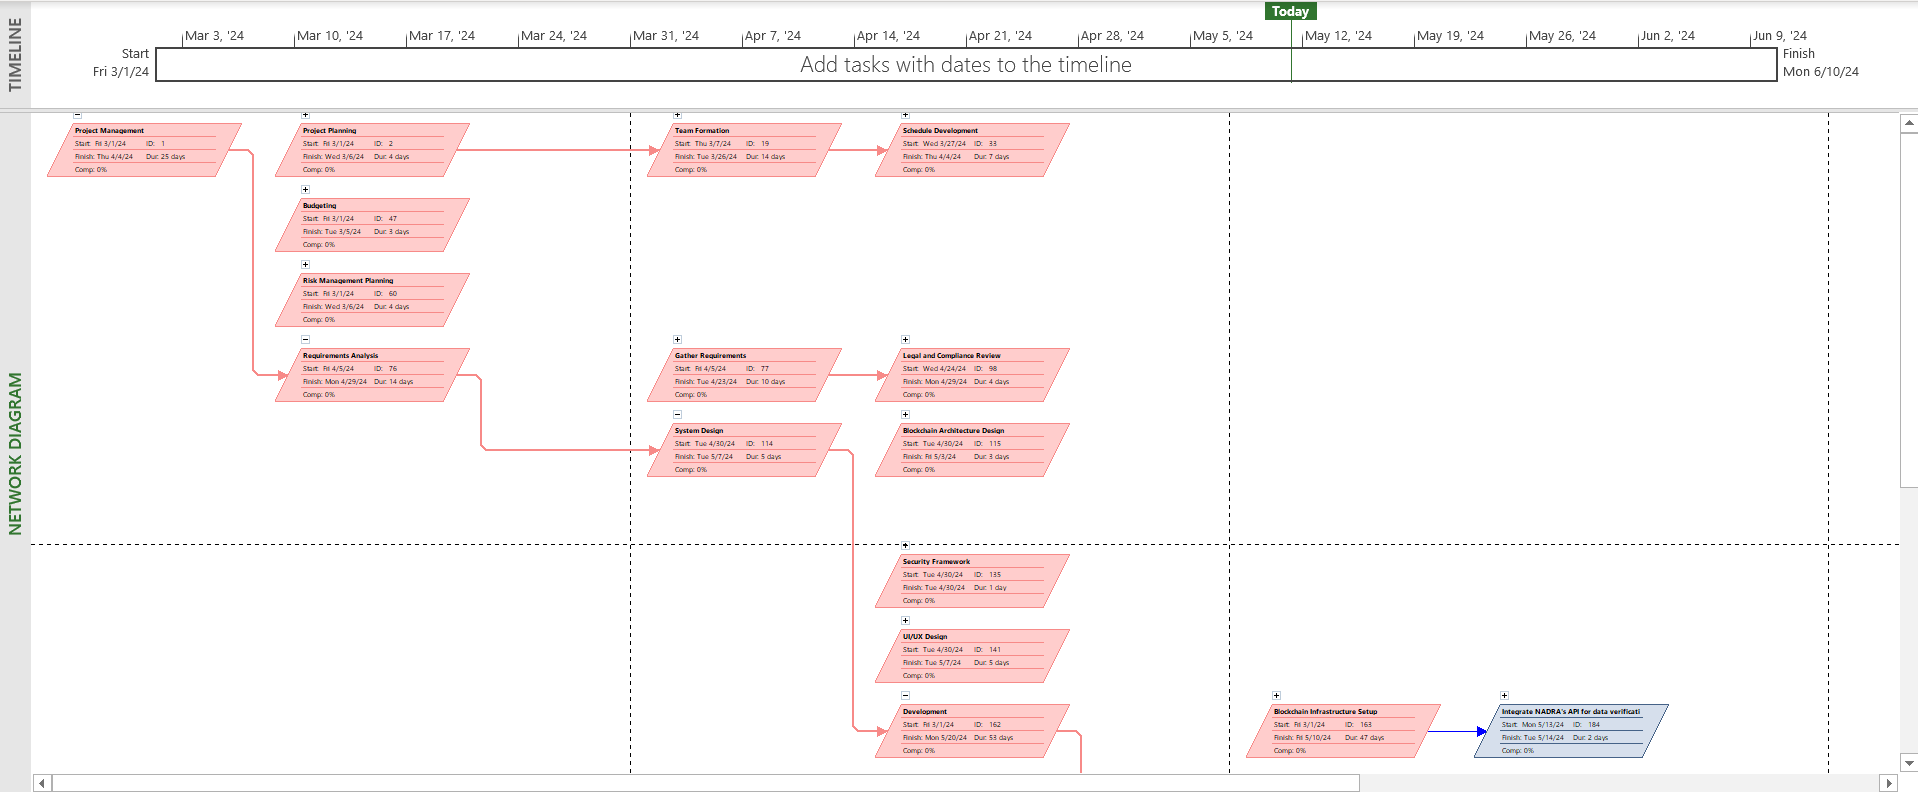 TIMELINE
Today
Mar 3, '24
Mar 10, '24
Mar 17, '24
Mar 24, '24
Mar 31, '24
Apr 7, '24
Apr 14, '24
Apr 21, '24
Apr 28, '24
May 5, '24
May 12, '24
May 19, '24
May 26, '24
Jun 2, '24
Jun 9, '24
Start
Fri 3/1/24
Add tasks with dates to the timeline
Finish
Mon 6/10/24
NETWORK DIAGRAM
Project Management
Start: Fri 3/1/24 ID: 1
Finish: Thu 4/4/24 Dur: 25 days
Comp: 0%
Project Planning
Start: Fri 3/1/24 ID: 2
Finish: Wed 3/6/24 Dur: 4 days
Comp: 0%
Team Formation
Start: Thu 3/7/24 ID: 19
Finish: Tue 3/26/24 Dur: 14 days
Comp: 0%
Schedule Development
Start: Wed 3/27/24 ID: 33
Finish: Thu 4/4/24 Dur: 7 days
Comp: 0%
Budgeting
Start: Fri 3/1/24 ID: 47
Finish: Tue 3/5/24 Dur: 3 days
Comp: 0%
Risk Management Planning
Start: Fri 3/1/24 ID: 60
Finish: Wed 3/6/24 Dur: 4 days
Comp: 0%
Requirements Analysis
Start: Fri 4/5/24 ID: 76
Finish: Mon 4/29/24 Dur: 14 days
Comp: 0%
Gather Requirements
Start: Fri 4/5/24 ID: 77
Finish: Tue 4/23/24 Dur: 10 days
Comp: 0%
Legal and Compliance Review
Start: Wed 4/24/24 ID: 98
Finish: Mon 4/29/24 Dur: 4 days
Comp: 0%
System Design
Start: Tue 4/30/24 ID: 114
Finish: Tue 5/7/24 Dur: 5 days
Comp: 0%
Blockchain Architecture Design
Start: Tue 4/30/24 ID: 115
Finish: Fri 5/3/24 Dur: 3 days
Comp: 0%
Security Framework
Start: Tue 4/30/24 ID: 135
Finish: Tue 4/30/24 Dur: 1 day
Comp: 0%
UI/UX Design
Start: Tue 4/30/24 ID: 141
Finish: Tue 5/7/24 Dur: 5 days
Comp: 0%
Development
Start: Fri 3/1/24 ID: 162
Finish: Mon 5/20/24 Dur: 53 days
Comp: 0%
Blockchain Infrastructure Setup
Start: Fri 3/1/24 ID: 163
Finish: Fri 5/10/24 Dur: 47 days
Comp: 0%
Integrate NADRA's API for data verificati
Start: Mon 5/13/24 ID: 184
Finish: Tue 5/14/24 Dur: 2 days
Comp: 0%